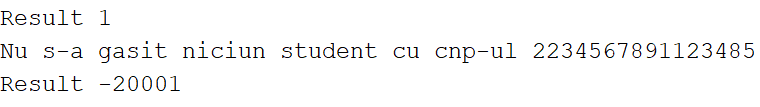 Result 1
Nu s-a gasit niciun student cu cnp-ul 2234567891123485
Result -20001